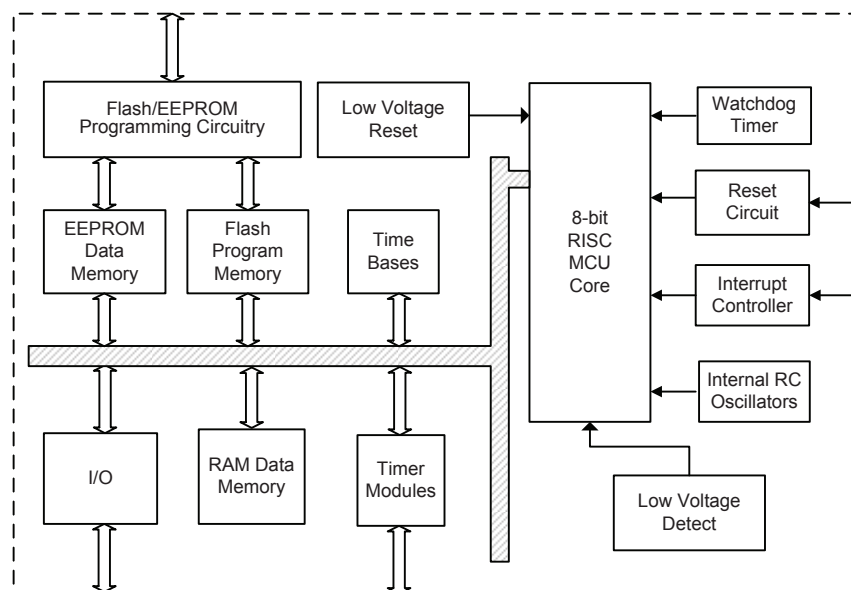 Flash/EEPROM
Programming Circuitry
Low Voltage
Reset
Watchdog
Timer
EEPROM
Data
Memory
Flash
Program
Memory
Time
Bases
8-bit
RISC
MCU
Core
Reset
Circuit
Interrupt
Controller
Internal RC
Oscillators
I/O
RAM Data
Memory
Timer
Modules
Low Voltage
Detect